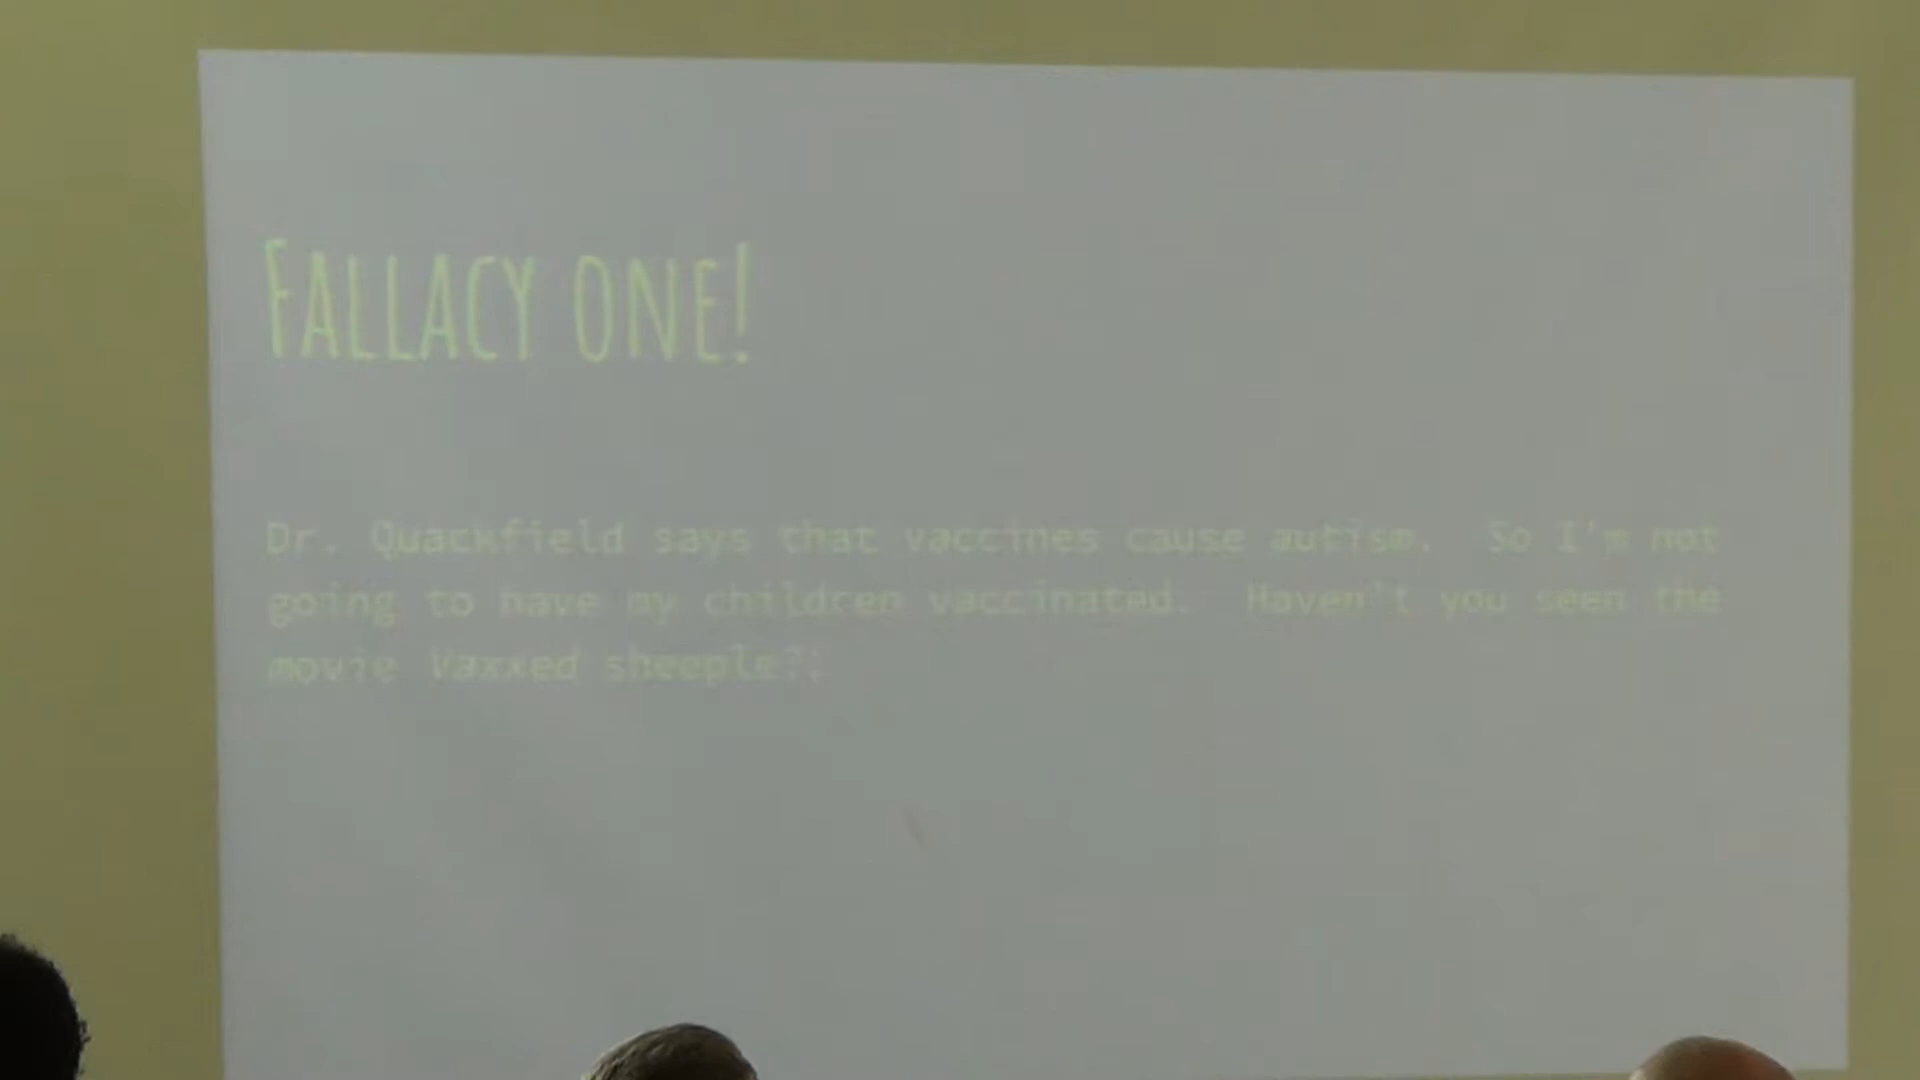 FALLACY ONE!
Dr. Quackfield says that vaccines cause autism. So I'm not
going to have my children vaccinated. Haven't you seen the
movie Vaxxed sheeple?!